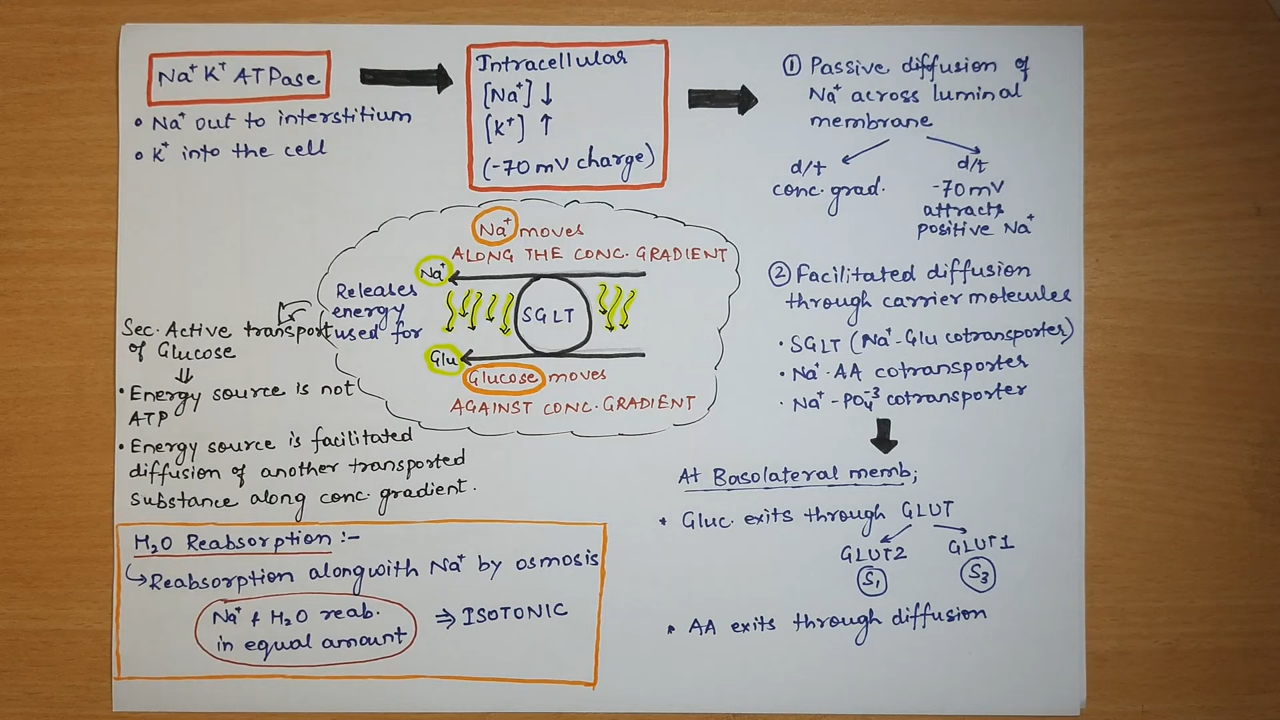 Na⁺ K⁺ ATPase
• Na⁺ out to interstitium
• K⁺ into the cell
Intracellular
[Na⁺] ↓
[K⁺] ↑
(-70 mV charge)
① Passive diffusion of
Na⁺ across luminal
membrane
d/t
conc. grad.
d/t
-70mV
attracts
positive Na⁺
Na⁺ moves
ALONG THE CONC. GRADIENT
Na⁺
Releases
energy
used for
SGLT
Glu
Glucose moves
AGAINST CONC. GRADIENT
Sec. Active transport
of Glucose
⇓
• Energy source is not
ATP
• Energy source is facilitated
diffusion of another transported
substance along conc. gradient.
② Facilitated diffusion
through carrier molecules
• SGLT (Na⁺-Glu cotransporter)
• Na⁺-AA cotransporter
• Na⁺-PO₄⁻³ cotransporter
At Basolateral memb;
* Gluc. exits through GLUT
GLUT2
S₁
GLUT1
S₃
* AA exits through diffusion
H₂O Reabsorption :-
↳ Reabsorption alongwith Na⁺ by osmosis
Na⁺ + H₂O reab.
in equal amount
⇒ ISOTONIC